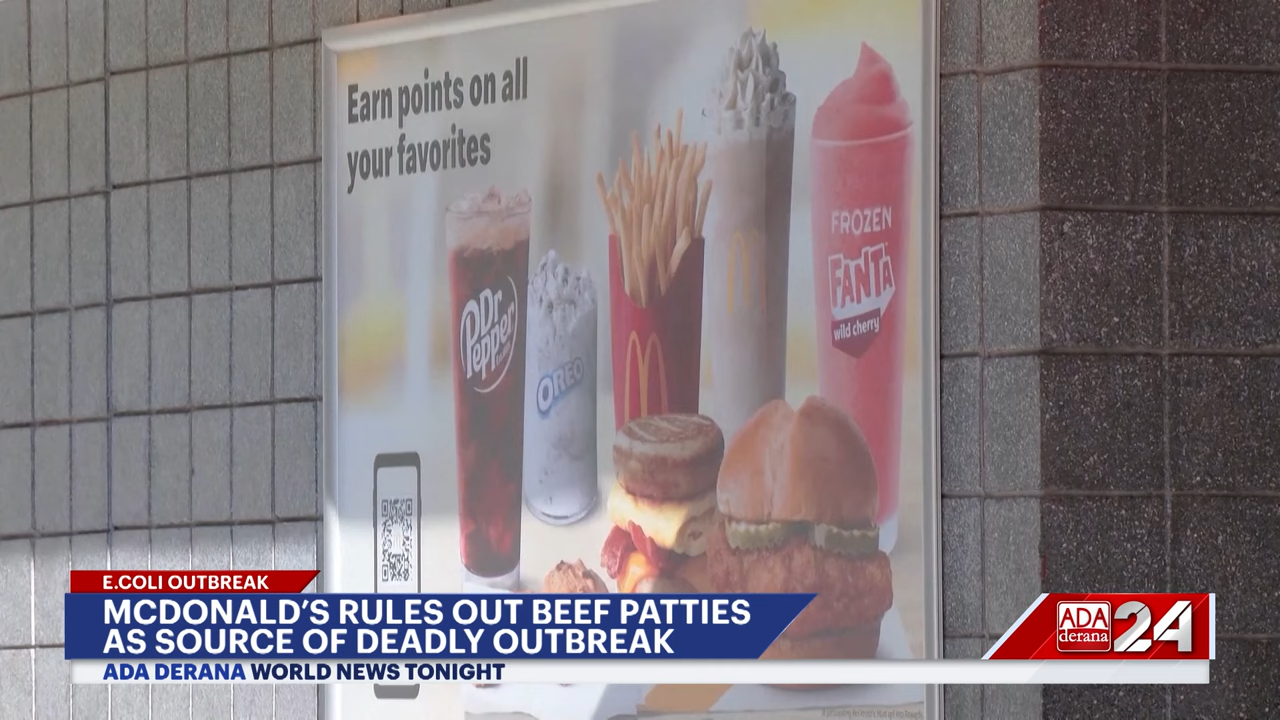 Earn points on all
your favorites
Dr
Pepper
OREO
FROZEN
FANTA
wild cherry
E.COLI OUTBREAK
MCDONALD'S RULES OUT BEEF PATTIES
AS SOURCE OF DEADLY OUTBREAK
ADA DERANA WORLD NEWS TONIGHT
ADA
derana
24